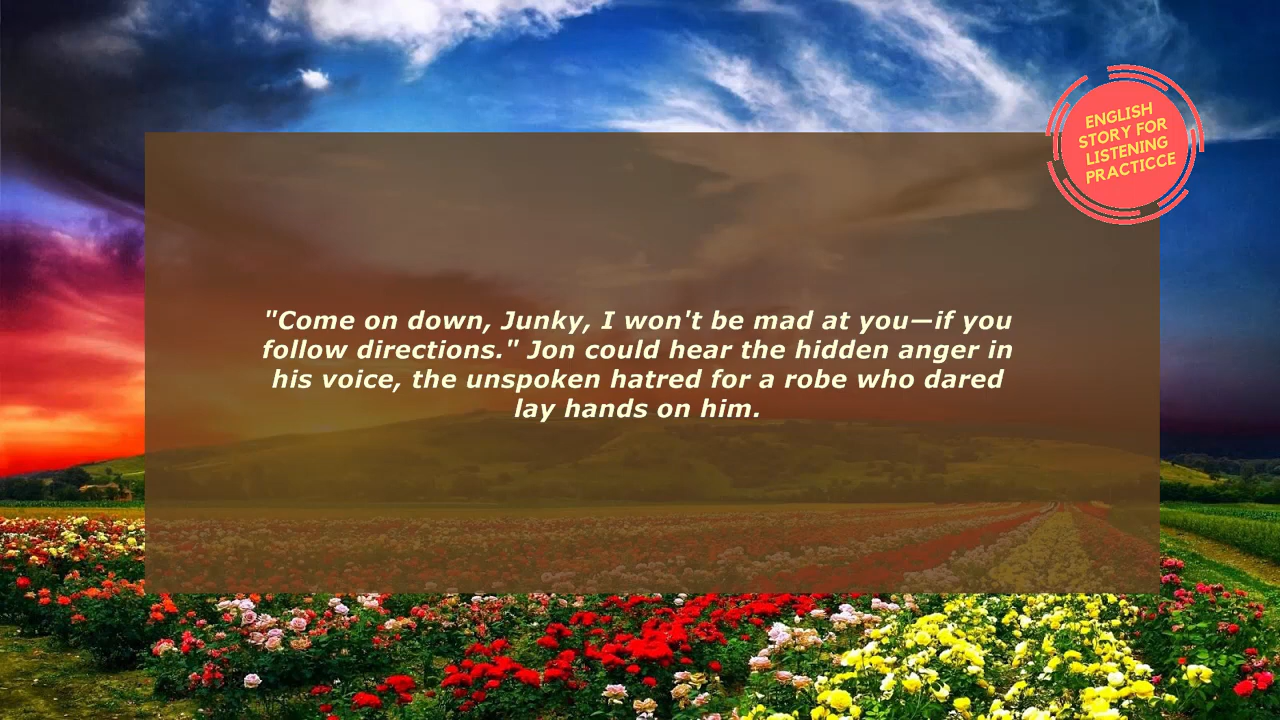 ENGLISH
STORY FOR
LISTENING
PRACTICCE
"Come on down, Junky, I won't be mad at you—if you
follow directions." Jon could hear the hidden anger in
his voice, the unspoken hatred for a robe who dared
lay hands on him.